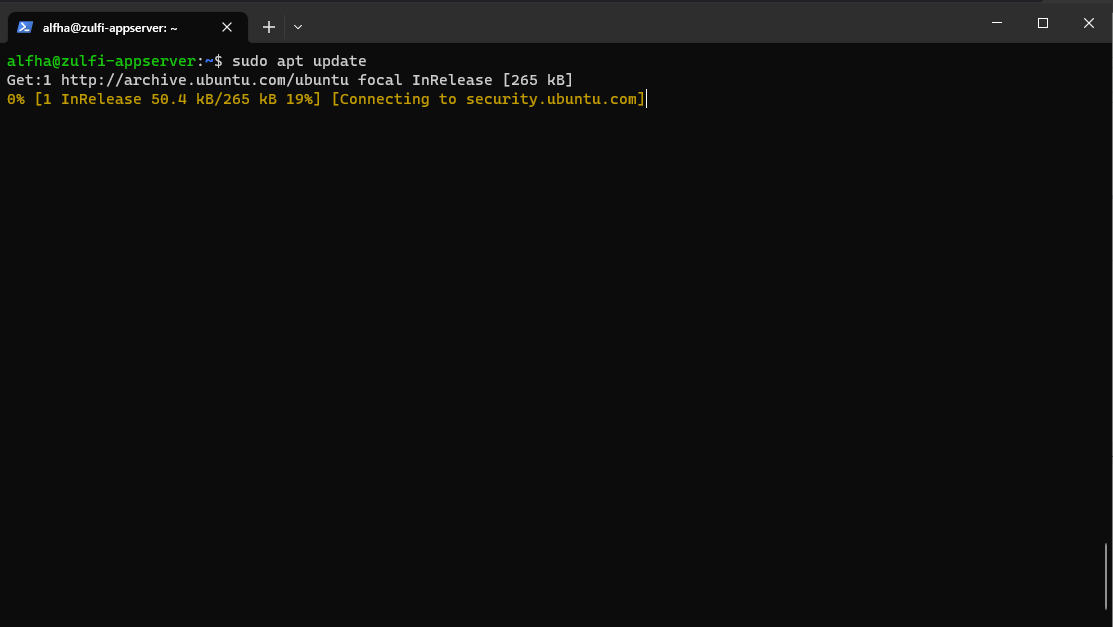 alfha@zulfi-appserver: ~
alfha@zulfi-appserver:~$ sudo apt update
Get:1 http://archive.ubuntu.com/ubuntu focal InRelease [265 kB]
0% [1 InRelease 50.4 kB/265 kB 19%] [Connecting to security.ubuntu.com]